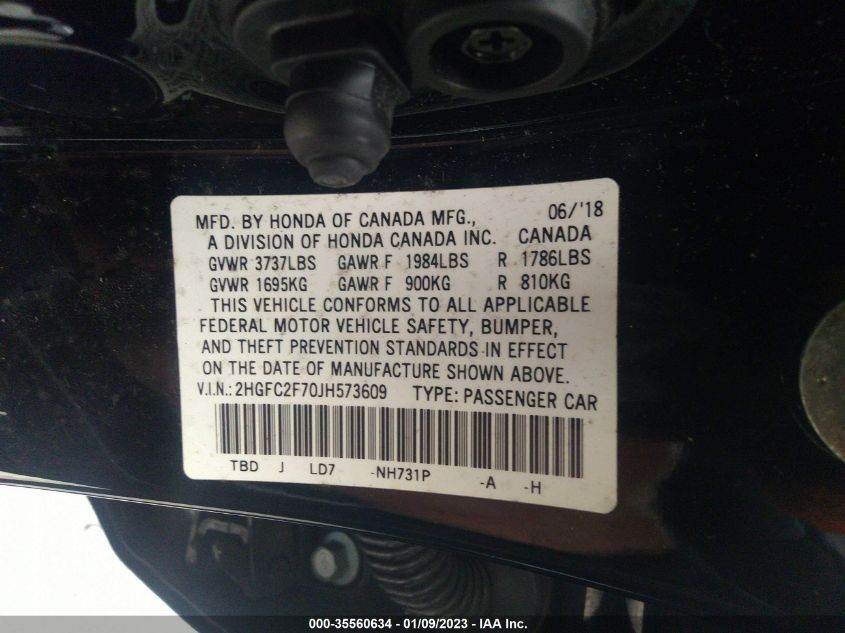 MFD. BY HONDA OF CANADA MFG., 06/'18
A DIVISION OF HONDA CANADA INC. CANADA
GVWR 3737LBS GAWR F 1984LBS R 1786LBS
GVWR 1695KG GAWR F 900KG R 810KG
THIS VEHICLE CONFORMS TO ALL APPLICABLE
FEDERAL MOTOR VEHICLE SAFETY, BUMPER,
AND THEFT PREVENTION STANDARDS IN EFFECT
ON THE DATE OF MANUFACTURE SHOWN ABOVE.
V.I.N.: 2HGFC2F70JH573609 TYPE: PASSENGER CAR
TBD J LD7 -NH731P -A -H
000-35560634 - 01/09/2023 - IAA Inc.